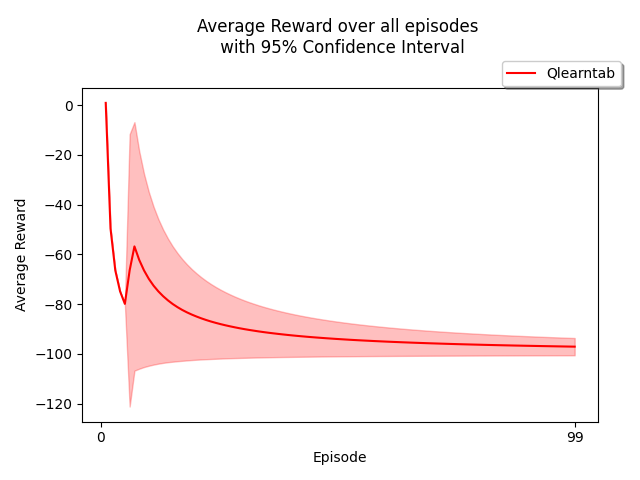 Average Reward over all episodes
with 95% Confidence Interval
Qlearntab
0
−20
−40
−60
−80
−100
−120
Average Reward
0
99
Episode